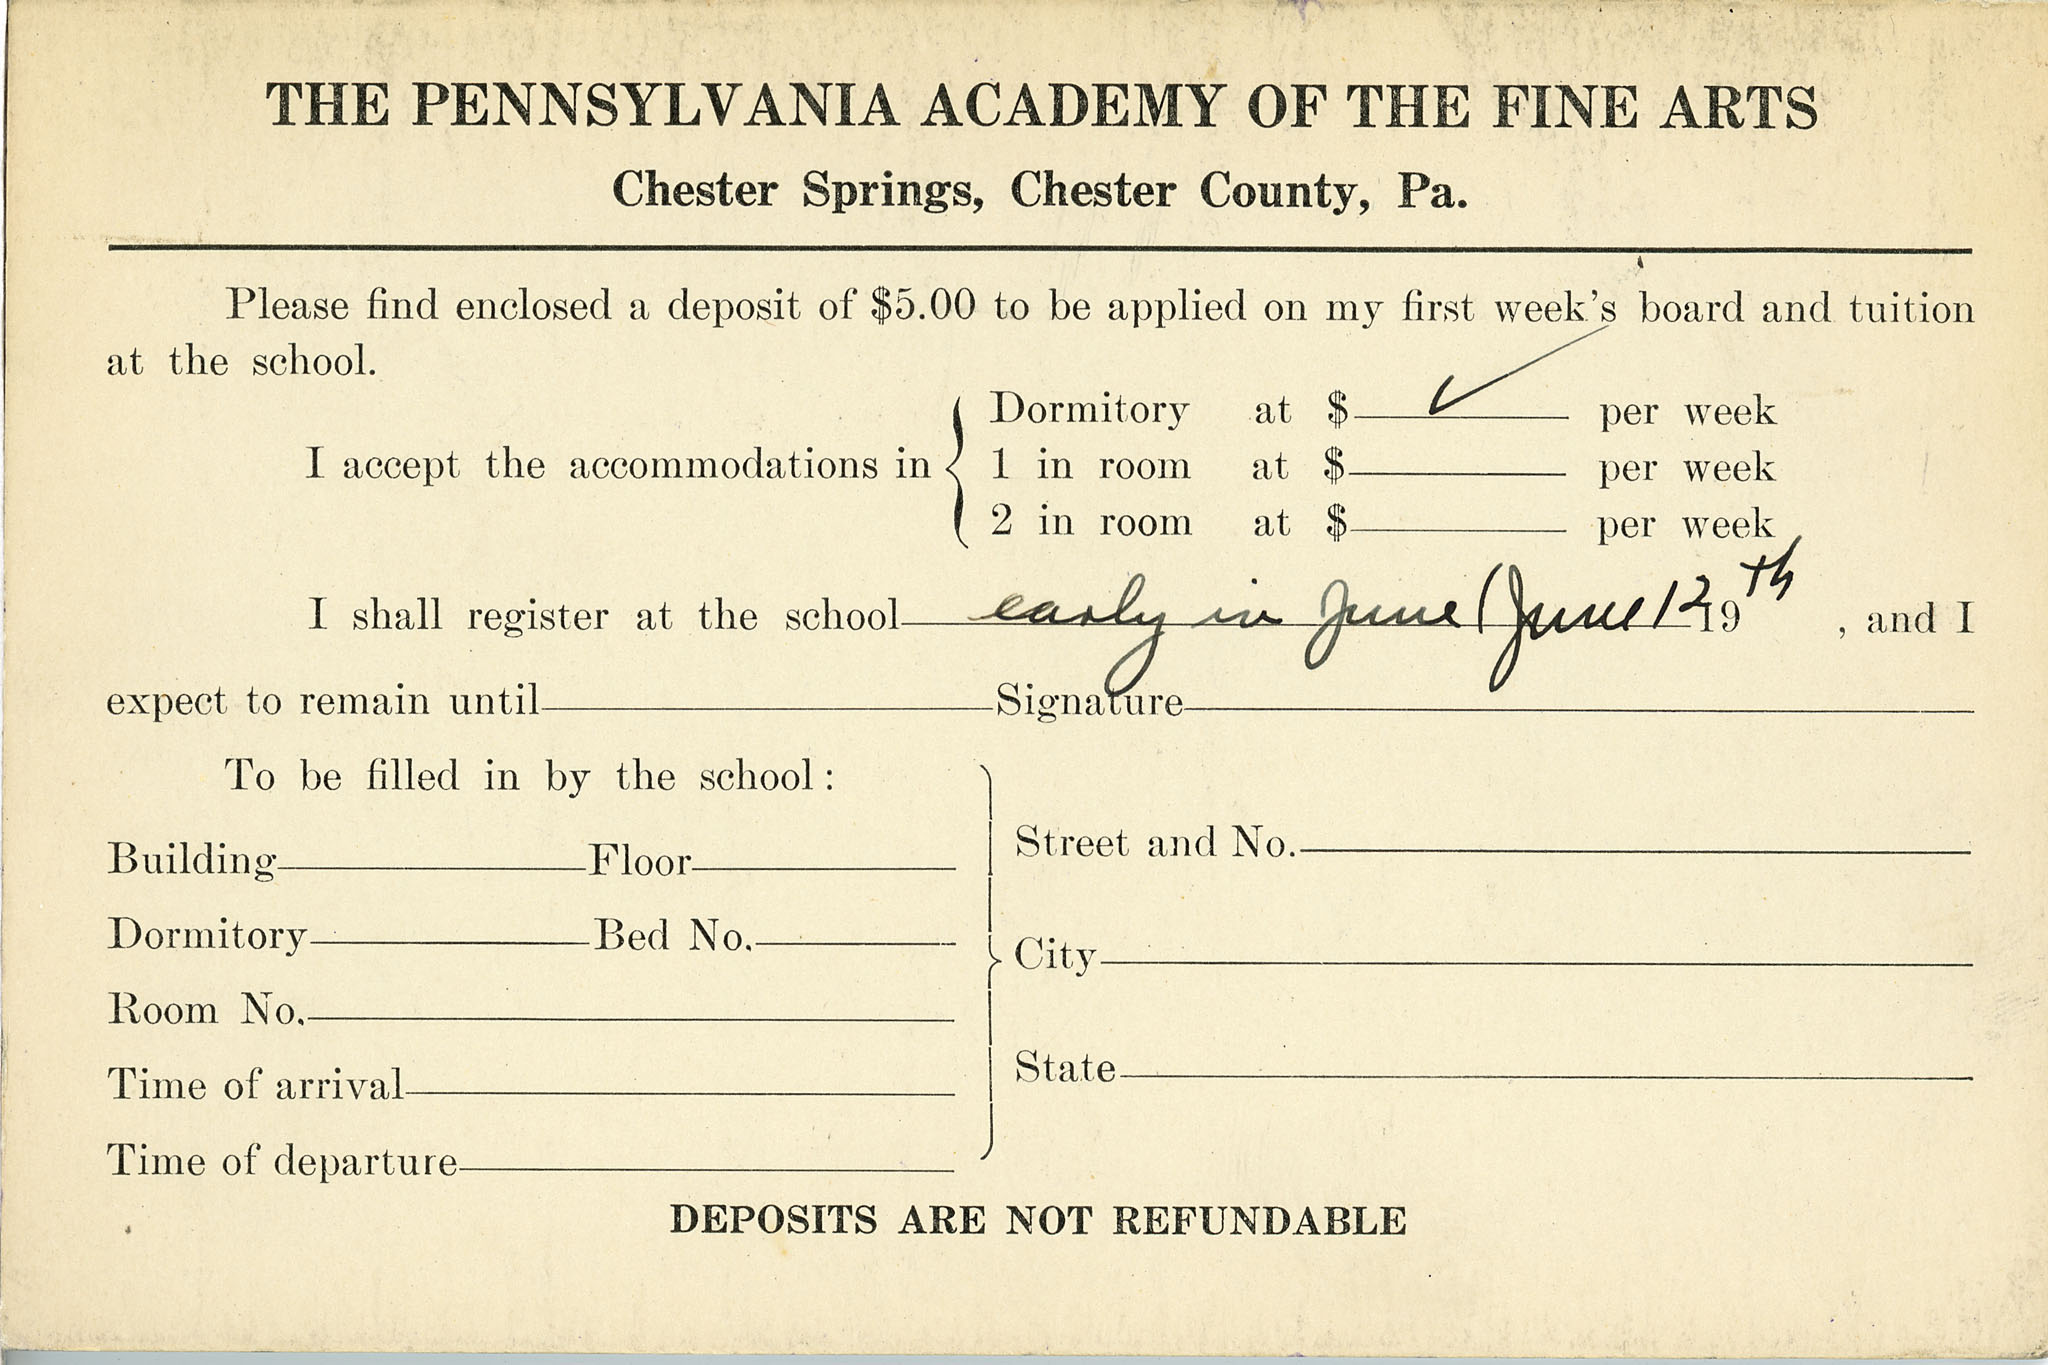 THE PENNSYLVANIA ACADEMY OF THE FINE ARTS
Chester Springs, Chester County, Pa.
Please find enclosed a deposit of $5.00 to be applied on my first week's board and tuition
at the school.
Dormitory at $ ✓ per week
I accept the accommodations in { 1 in room at $ per week
2 in room at $ per week
I shall register at the school early in June (June 12th 19 , and I
expect to remain until Signature
To be filled in by the school:
Building Floor
Street and No.
Dormitory Bed No.
City
Room No.
State
Time of arrival
Time of departure
DEPOSITS ARE NOT REFUNDABLE